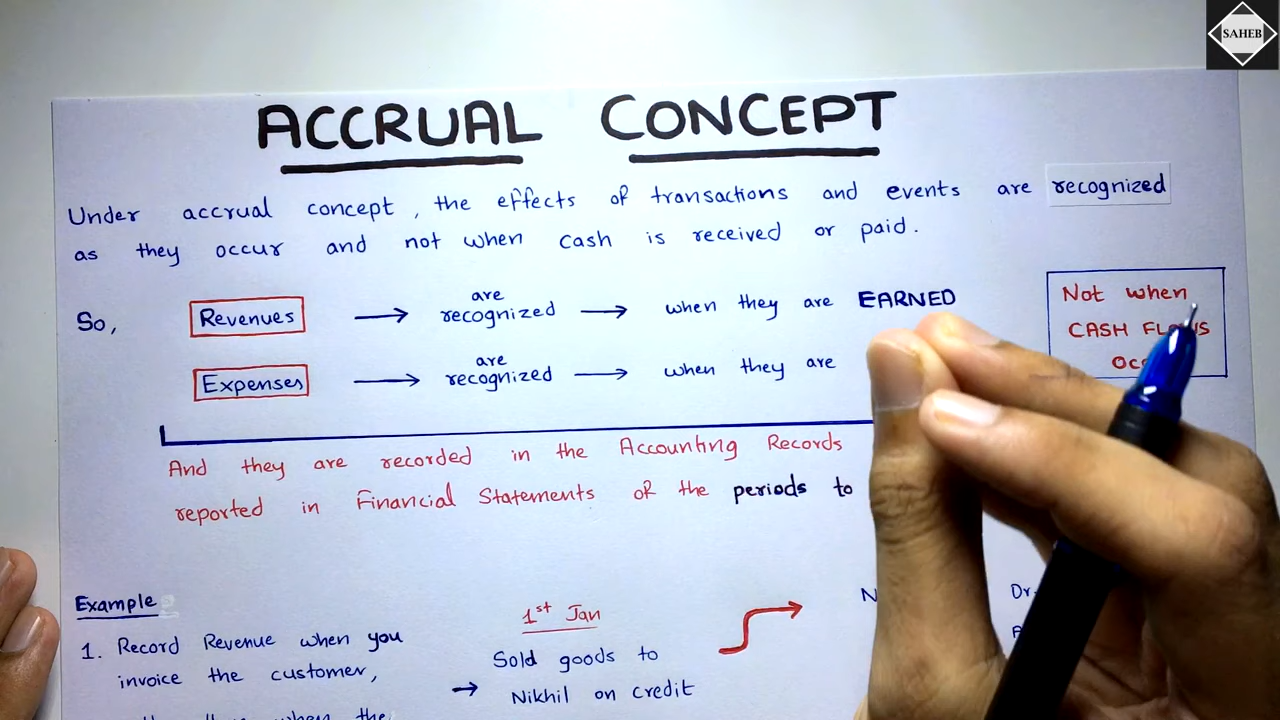 SAHEB
ACCRUAL CONCEPT
Under accrual concept, the effects of transactions and events are recognized
as they occur and not when cash is received or paid.
So, Revenues → are recognized → when they are EARNED
Expenses → are recognized → when they are
Not when
CASH FLOWS
And they are recorded in the Accounting Records
reported in Financial Statements of the periods to
Example
1. Record Revenue when you
invoice the customer,
1st Jan
→ Sold goods to
Nikhil on credit
Dr.